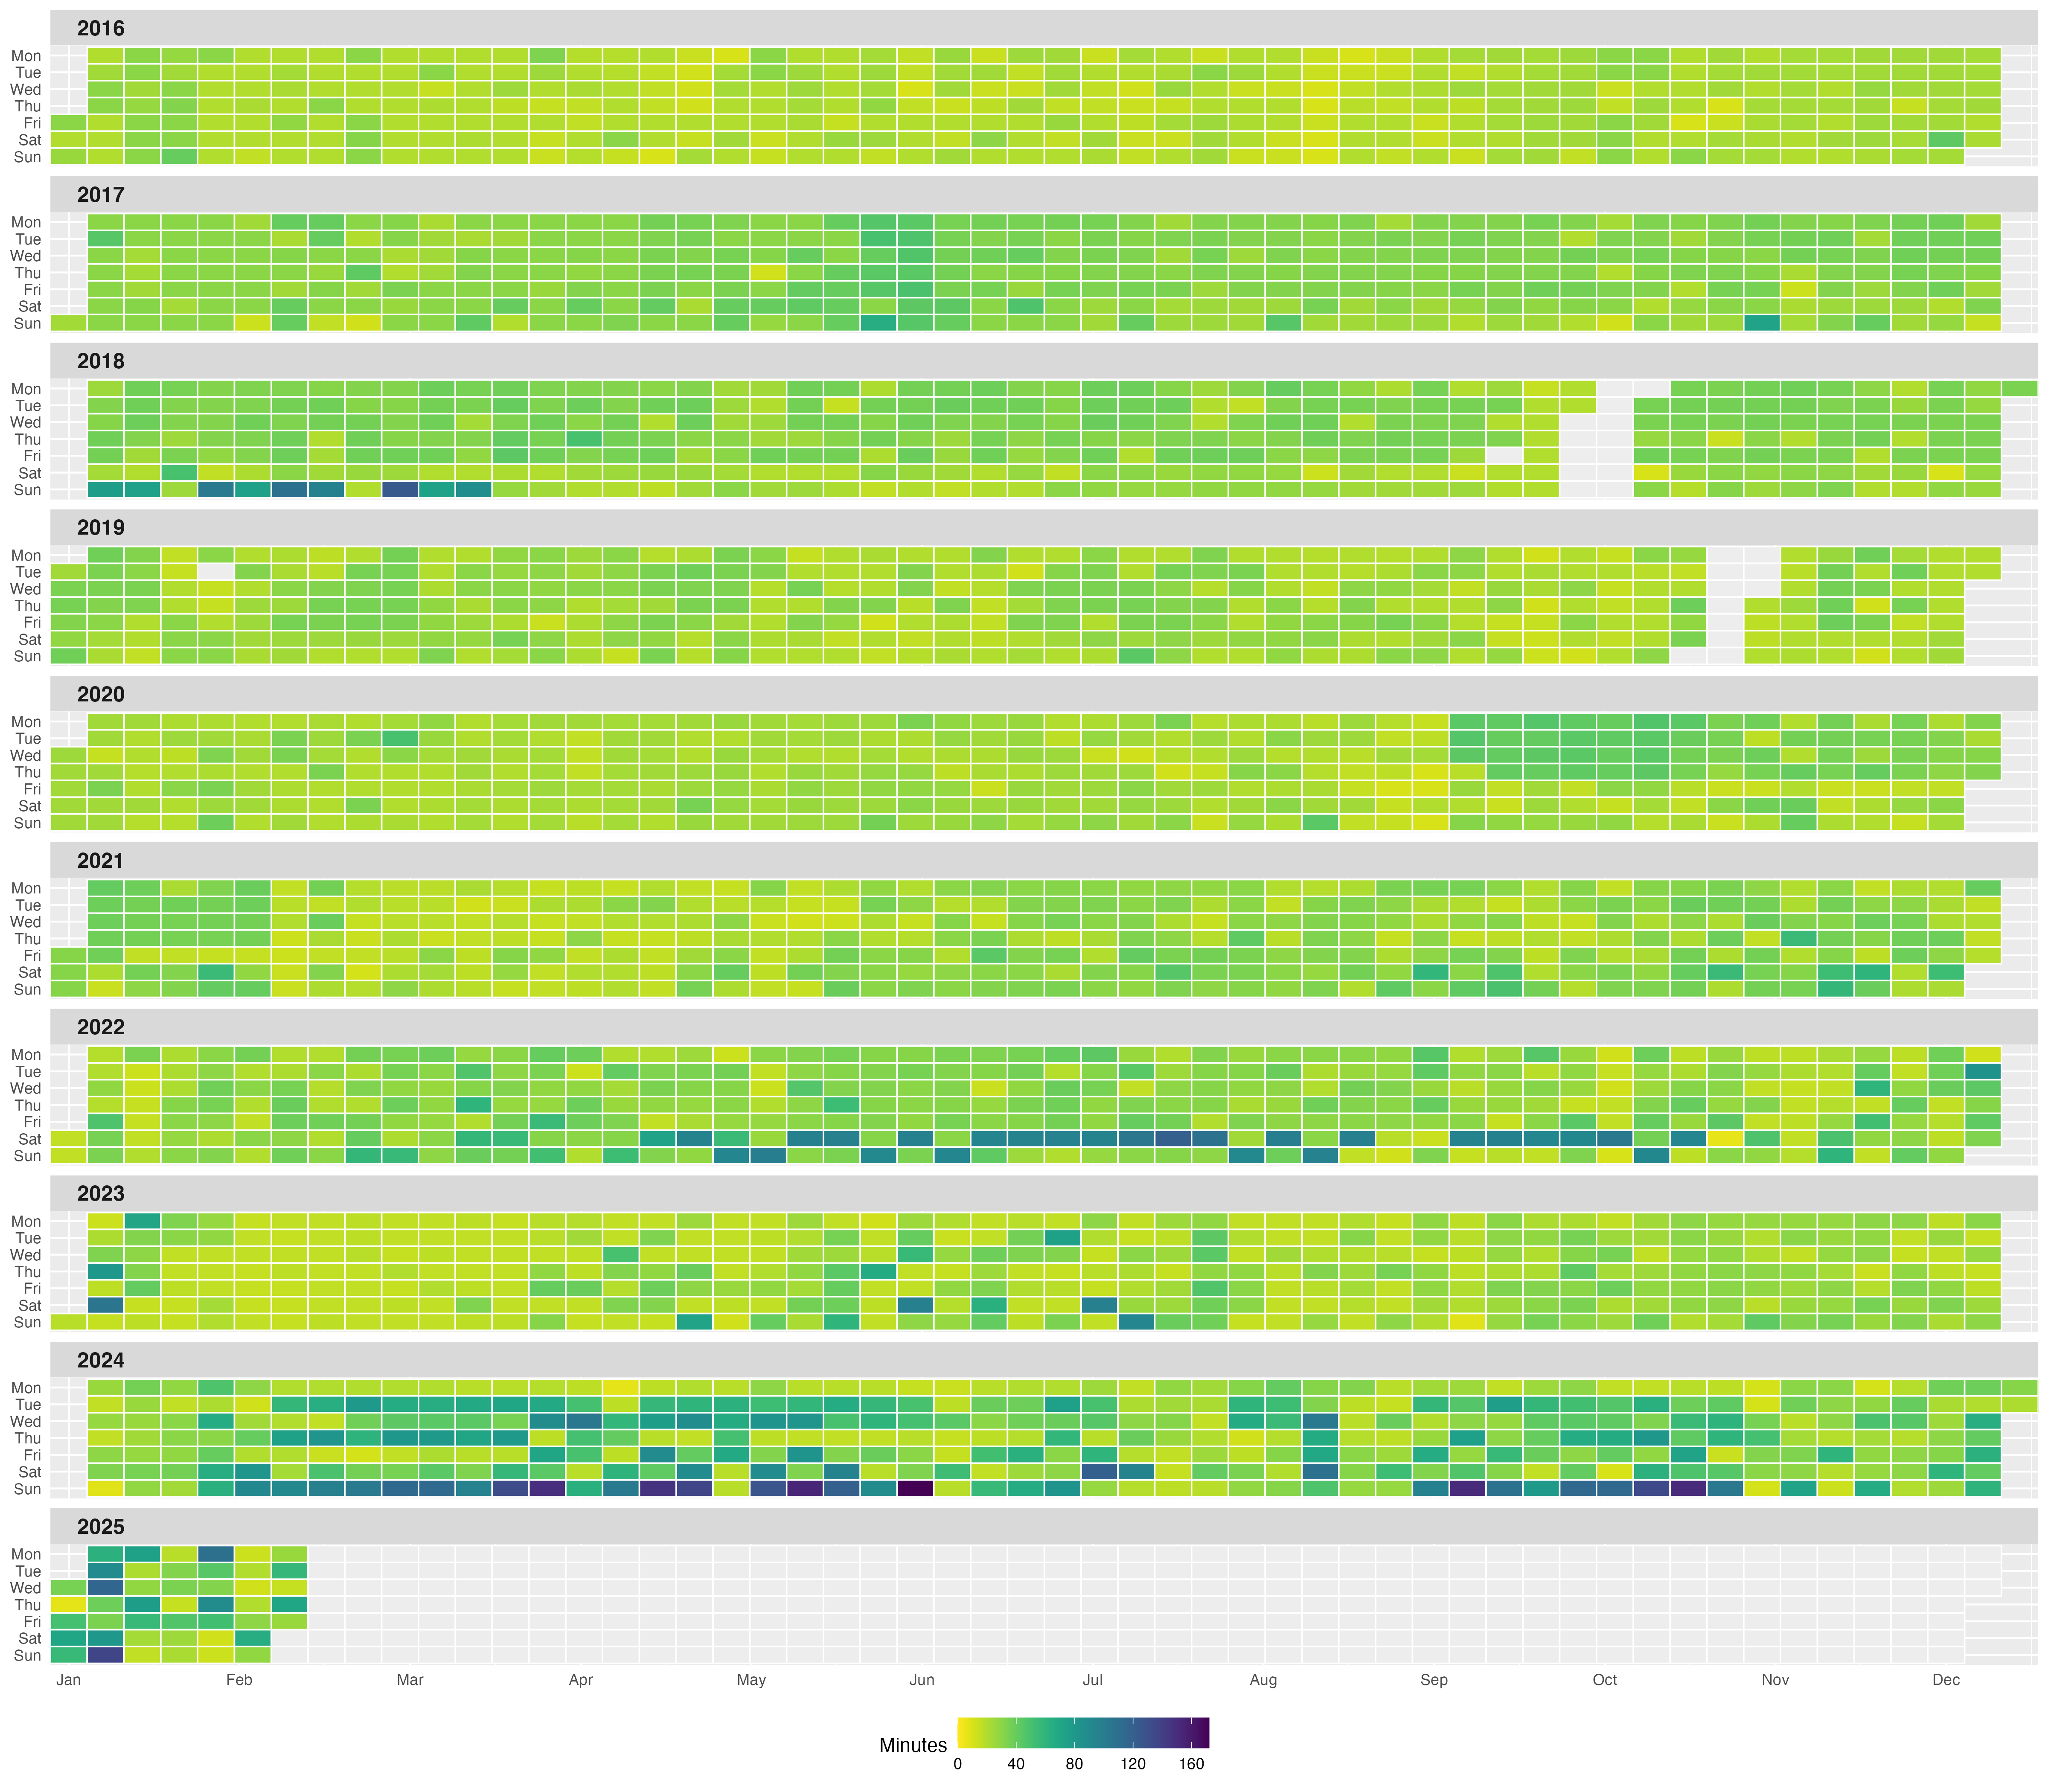 2016
Mon
Tue
Wed
Thu
Fri
Sat
Sun
2017
Mon
Tue
Wed
Thu
Fri
Sat
Sun
2018
Mon
Tue
Wed
Thu
Fri
Sat
Sun
2019
Mon
Tue
Wed
Thu
Fri
Sat
Sun
2020
Mon
Tue
Wed
Thu
Fri
Sat
Sun
2021
Mon
Tue
Wed
Thu
Fri
Sat
Sun
2022
Mon
Tue
Wed
Thu
Fri
Sat
Sun
2023
Mon
Tue
Wed
Thu
Fri
Sat
Sun
2024
Mon
Tue
Wed
Thu
Fri
Sat
Sun
2025
Mon
Tue
Wed
Thu
Fri
Sat
Sun
Jan Feb Mar Apr May Jun Jul Aug Sep Oct Nov Dec
Minutes
0 40 80 120 160